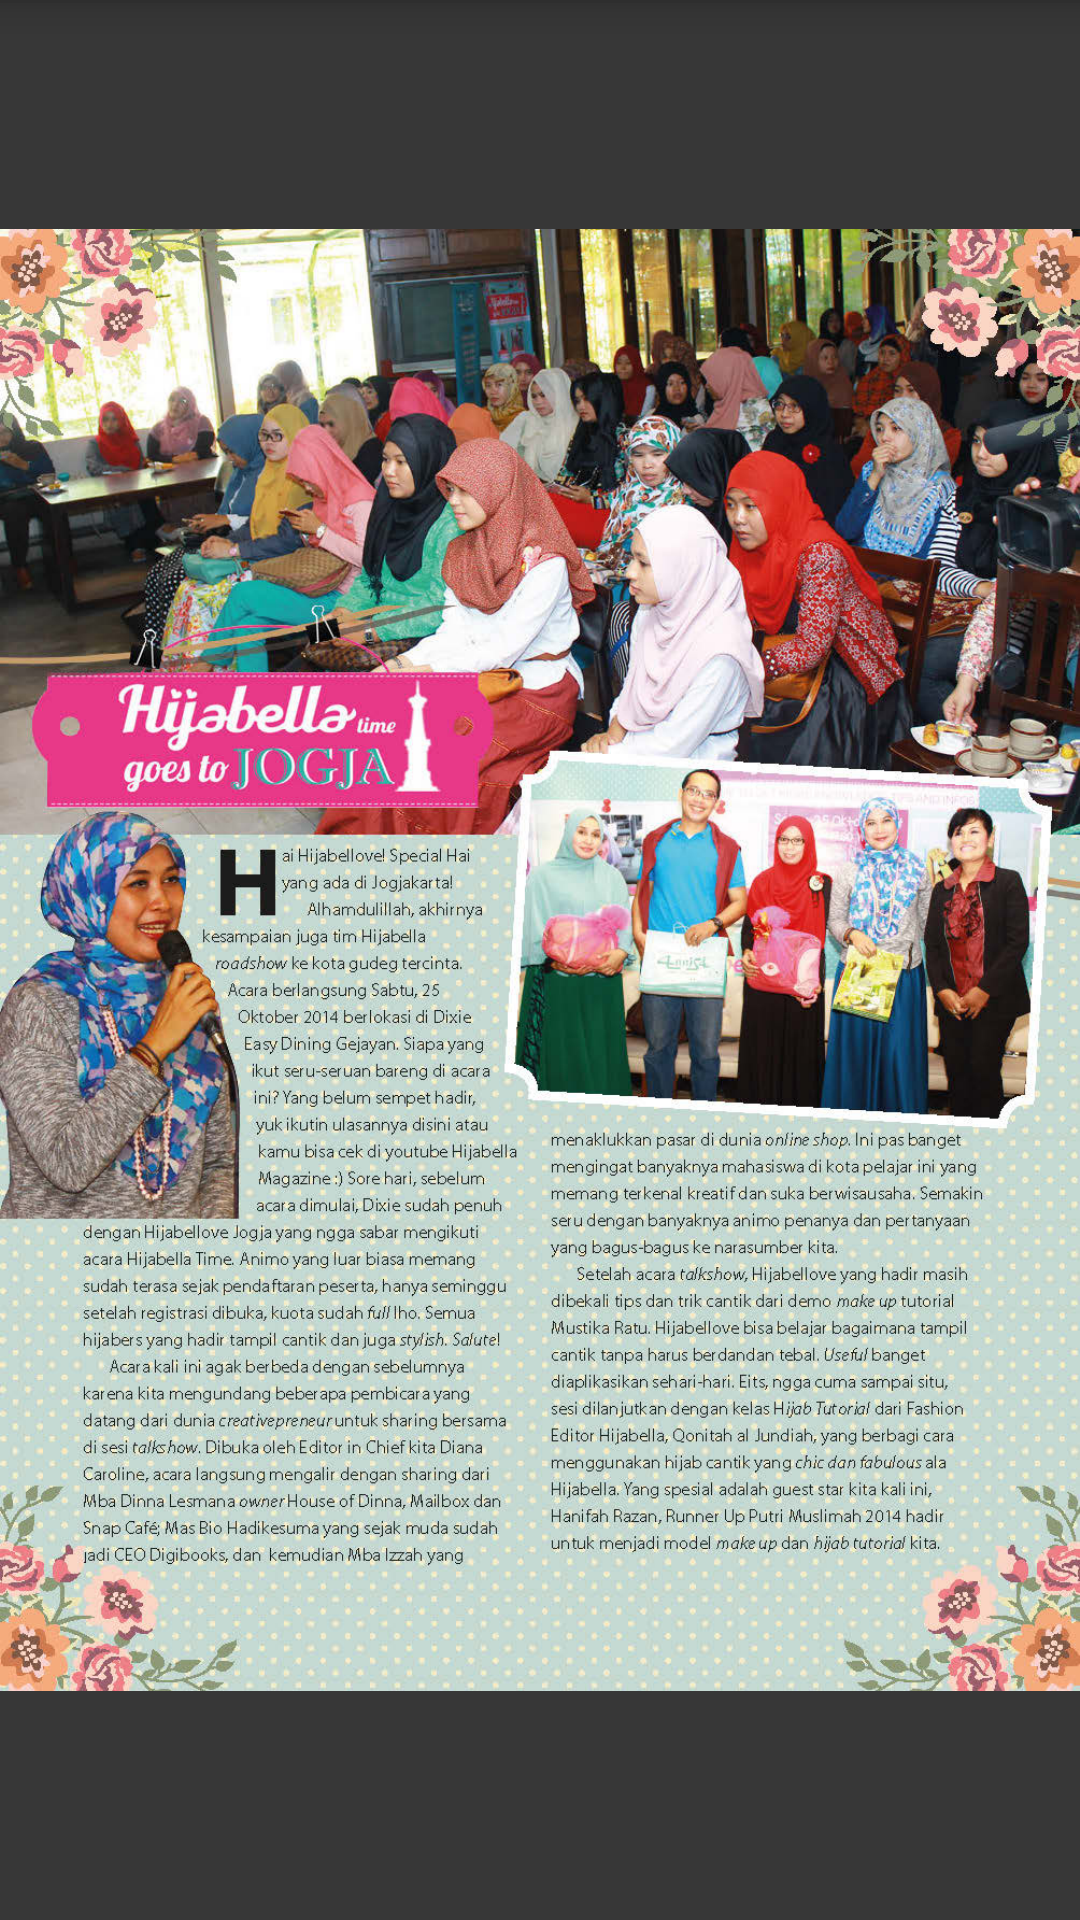 Hijabella time
goes to JOGJA
Hai Hijabellove! Special Hai
yang ada di Jogjakarta!
Alhamdulillah, akhirnya
kesampaian juga tim Hijabella
roadshow ke kota gudeg tercinta.
Acara berlangsung Sabtu, 25
Oktober 2014 berlokasi di Dixie
Easy Dining Gejayan. Siapa yang
ikut seru-seruan bareng di acara
ini? Yang belum sempet hadir,
yuk ikutin ulasannya disini atau
kamu bisa cek di youtube Hijabella
Magazine :) Sore hari, sebelum
acara dimulai, Dixie sudah penuh
dengan Hijabellove Jogja yang ngga sabar mengikuti
acara Hijabella Time. Animo yang luar biasa memang
sudah terasa sejak pendaftaran peserta, hanya seminggu
setelah registrasi dibuka, kuota sudah full lho. Semua
hijabers yang hadir tampil cantik dan juga stylish. Salute!
Acara kali ini agak berbeda dengan sebelumnya
karena kita mengundang beberapa pembicara yang
datang dari dunia creativepreneur untuk sharing bersama
di sesi talkshow. Dibuka oleh Editor in Chief kita Diana
Caroline, acara langsung mengalir dengan sharing dari
Mba Dinna Lesmana owner House of Dinna, Mailbox dan
Snap Café; Mas Bio Hadikesuma yang sejak muda sudah
jadi CEO Digibooks, dan kemudian Mba Izzah yang
menaklukkan pasar di dunia online shop. Ini pas banget
mengingat banyaknya mahasiswa di kota pelajar ini yang
memang terkenal kreatif dan suka berwisausaha. Semakin
seru dengan banyaknya animo penanya dan pertanyaan
yang bagus-bagus ke narasumber kita.
Setelah acara talkshow, Hijabellove yang hadir masih
dibekali tips dan trik cantik dari demo make up tutorial
Mustika Ratu. Hijabellove bisa belajar bagaimana tampil
cantik tanpa harus berdandan tebal. Useful banget
diaplikasikan sehari-hari. Eits, ngga cuma sampai situ,
sesi dilanjutkan dengan kelas Hijab Tutorial dari Fashion
Editor Hijabella, Qonitah al Jundiah, yang berbagi cara
menggunakan hijab cantik yang chic dan fabulous ala
Hijabella. Yang spesial adalah guest star kita kali ini,
Hanifah Razan, Runner Up Putri Muslimah 2014 hadir
untuk menjadi model make up dan hijab tutorial kita.